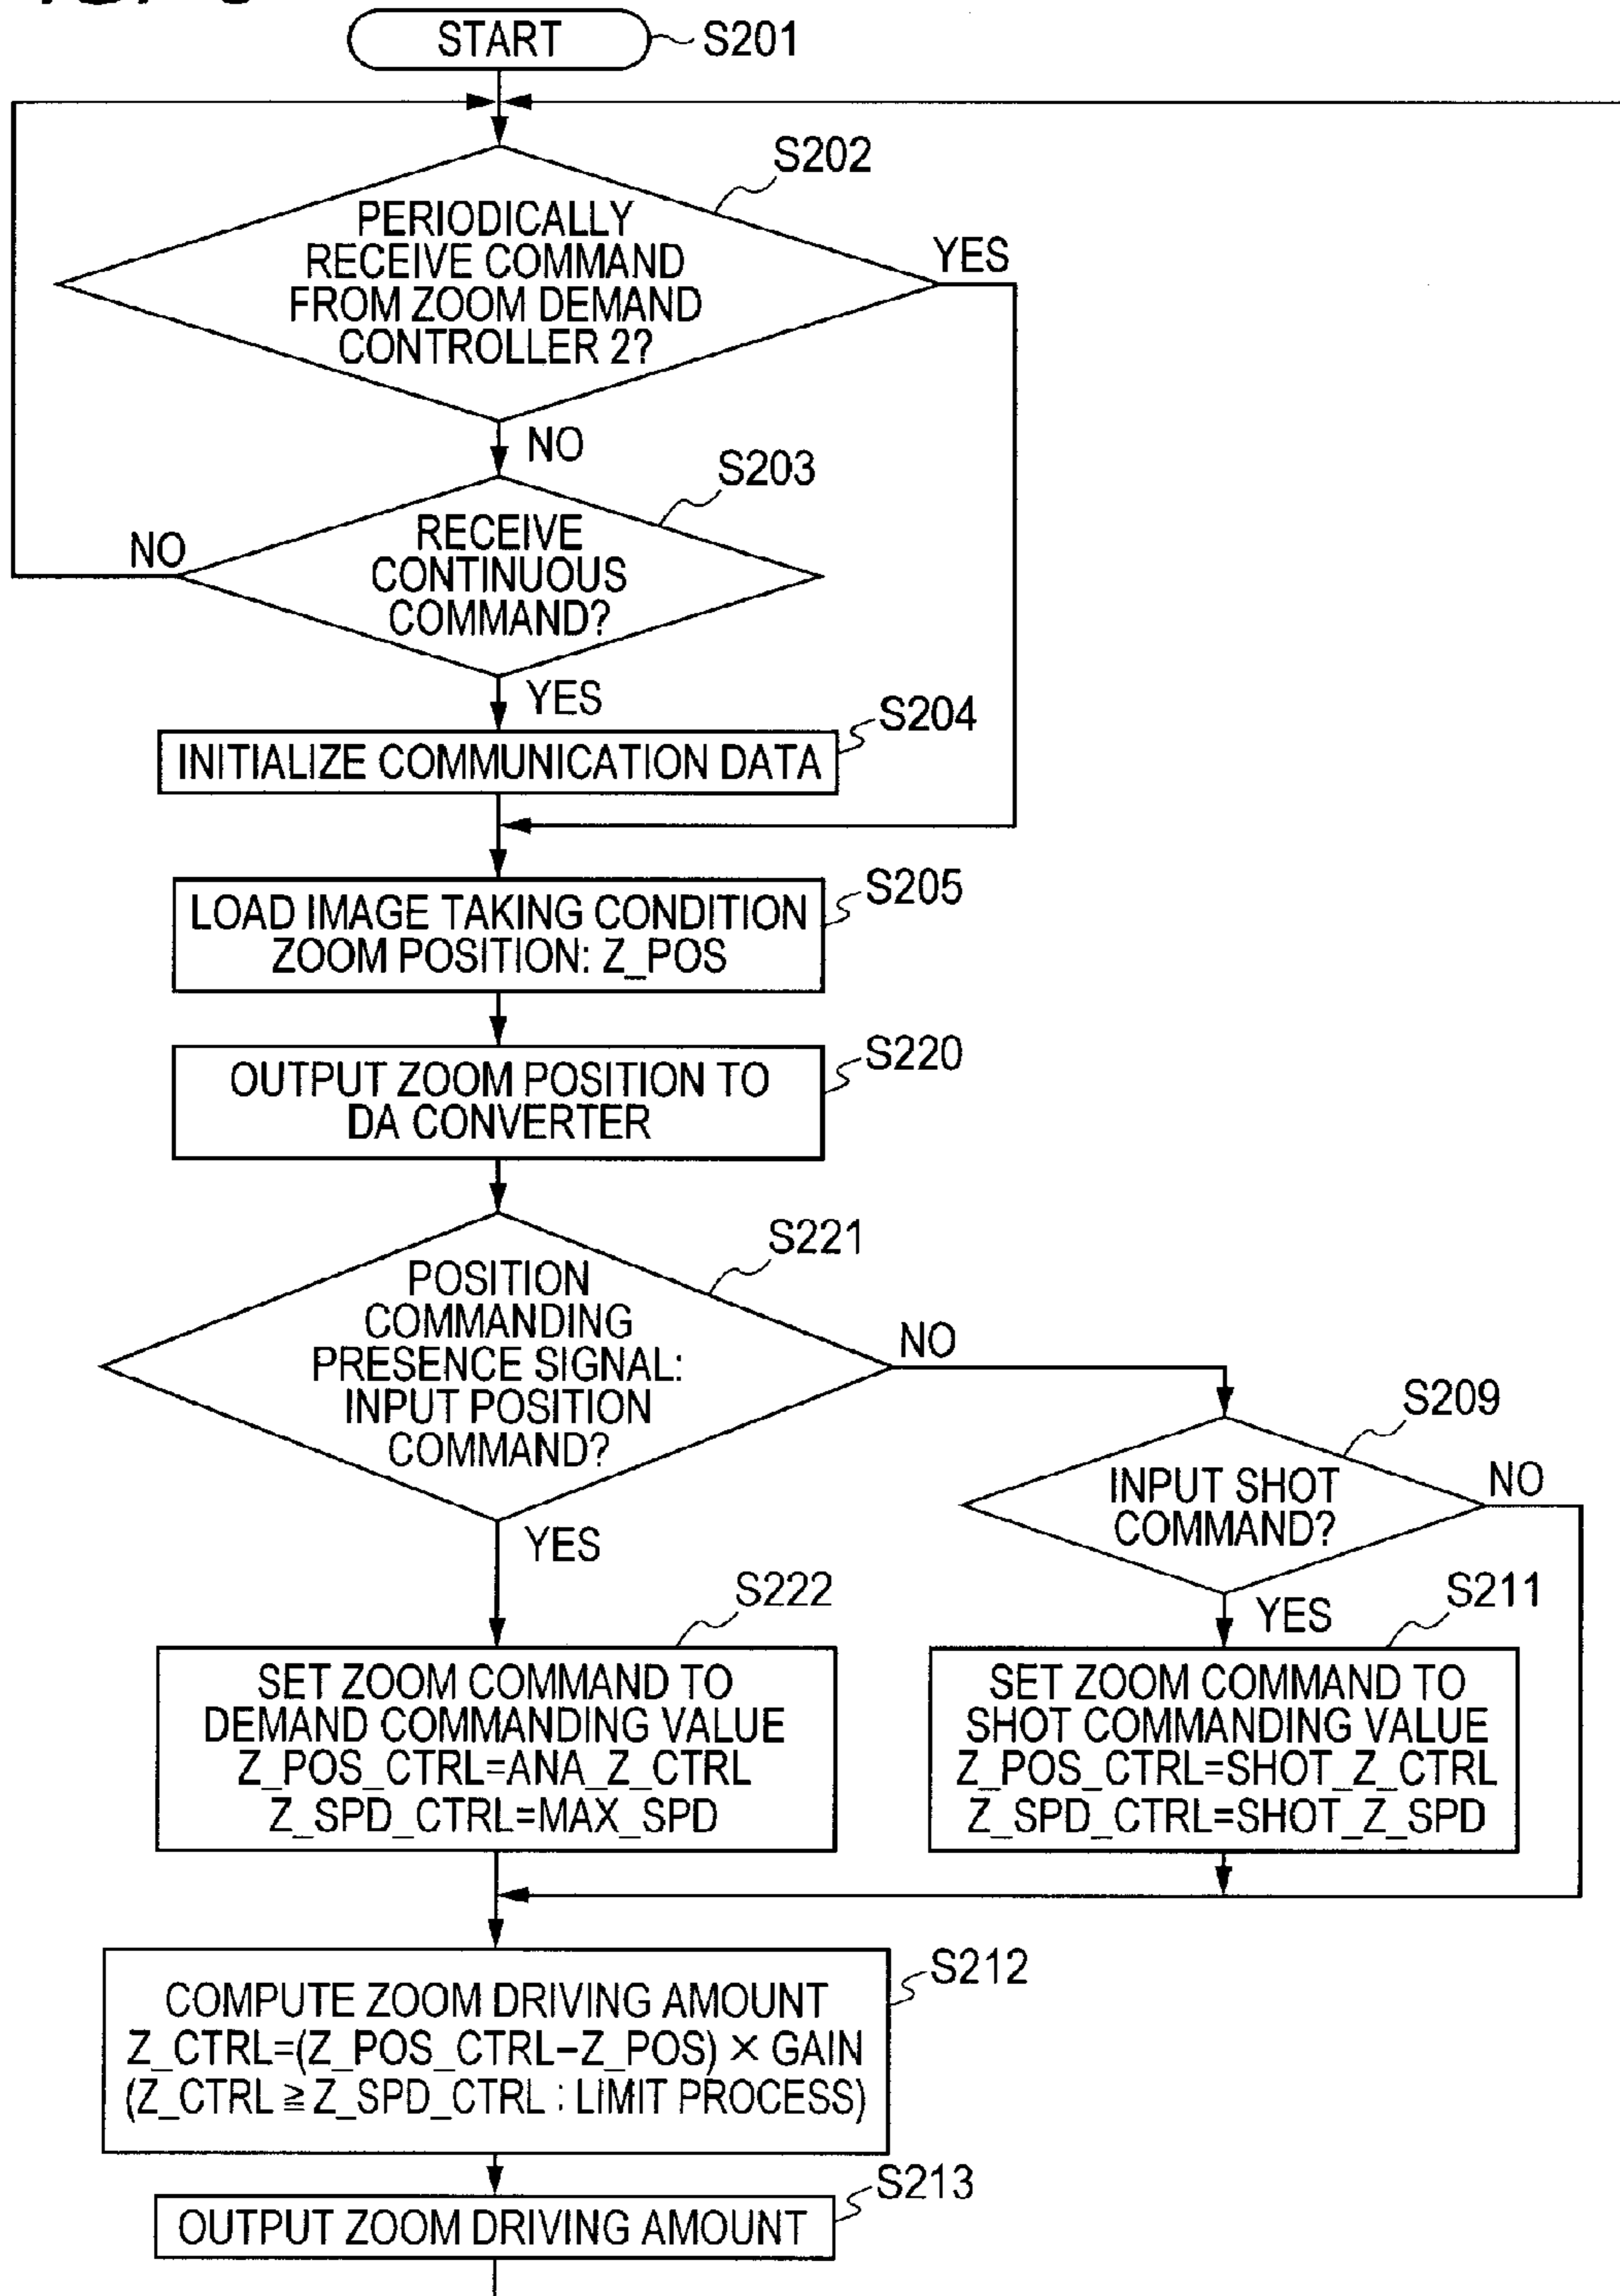 START
S201
S202
PERIODICALLY
RECEIVE COMMAND
FROM ZOOM DEMAND
CONTROLLER 2?
YES
NO
S203
RECEIVE
CONTINUOUS
COMMAND?
NO
YES
S204
INITIALIZE COMMUNICATION DATA
S205
LOAD IMAGE TAKING CONDITION
ZOOM POSITION: Z_POS
S220
OUTPUT ZOOM POSITION TO
DA CONVERTER
S221
POSITION
COMMANDING
PRESENCE SIGNAL:
INPUT POSITION
COMMAND?
NO
YES
S209
INPUT SHOT
COMMAND?
NO
YES
S222
SET ZOOM COMMAND TO
DEMAND COMMANDING VALUE
Z_POS_CTRL=ANA_Z_CTRL
Z_SPD_CTRL=MAX_SPD
S211
SET ZOOM COMMAND TO
SHOT COMMANDING VALUE
Z_POS_CTRL=SHOT_Z_CTRL
Z_SPD_CTRL=SHOT_Z_SPD
S212
COMPUTE ZOOM DRIVING AMOUNT
Z_CTRL=(Z_POS_CTRL−Z_POS) × GAIN
(Z_CTRL ≧ Z_SPD_CTRL : LIMIT PROCESS)
S213
OUTPUT ZOOM DRIVING AMOUNT